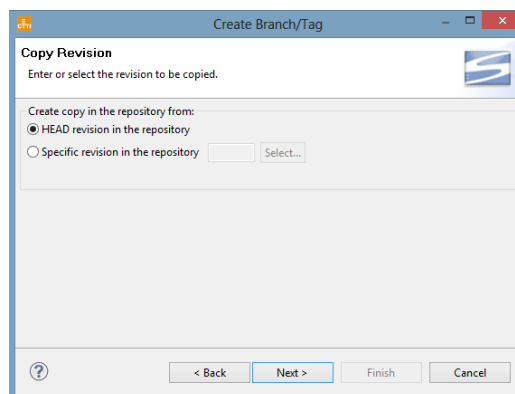 CTTI
Create Branch/Tag
Copy Revision
Enter or select the revision to be copied.
Create copy in the repository from:
HEAD revision in the repository
Specific revision in the repository Select...
?
< Back Next > Finish Cancel